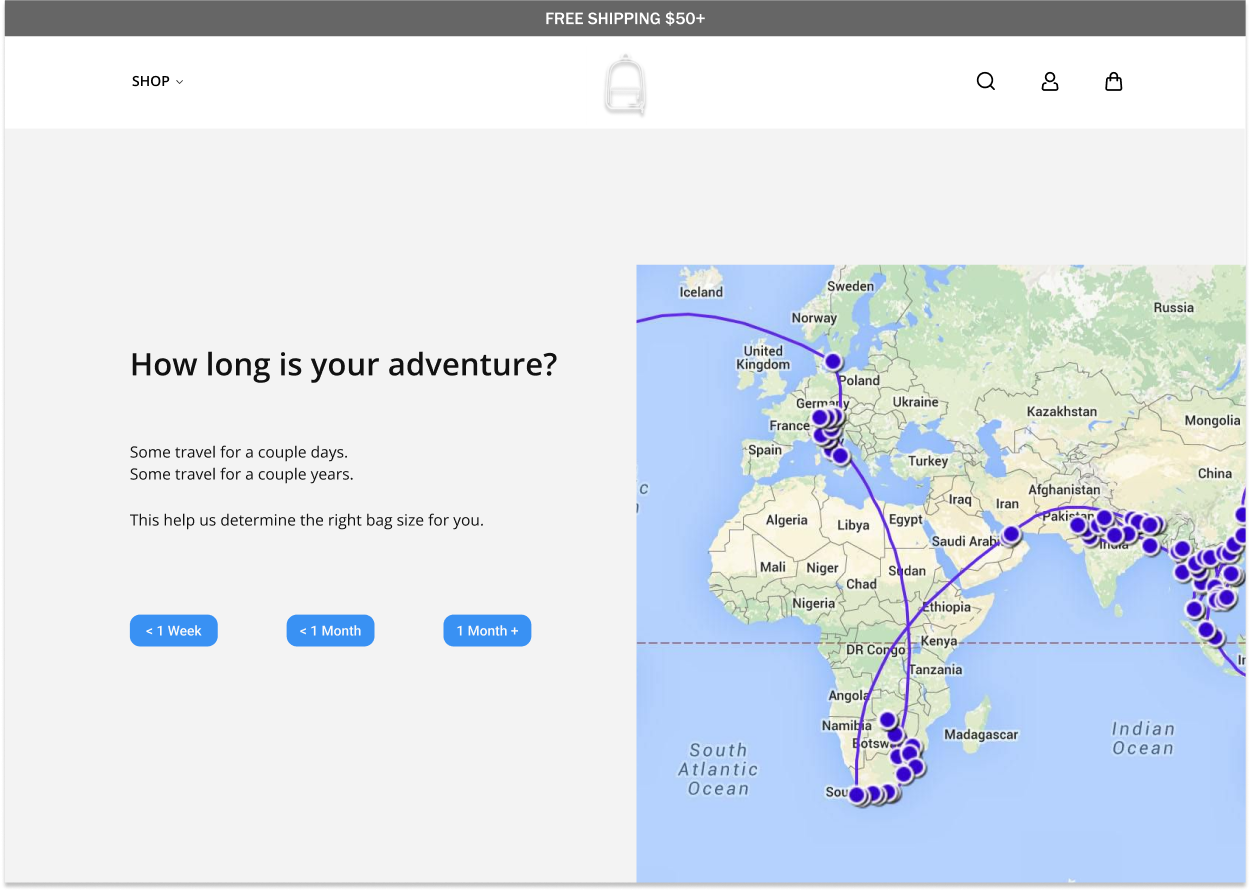 FREE SHIPPING $50+
SHOP
How long is your adventure?
Some travel for a couple days.
Some travel for a couple years.
This help us determine the right bag size for you.
< 1 Week
< 1 Month
1 Month +
Iceland
Sweden
Norway
Russia
United
Kingdom
Poland
Germany
Ukraine
Kazakhstan
Mongolia
France
Spain
Turkey
China
Afghanistan
Iraq
Iran
Algeria
Libya
Egypt
Pakistan
Saudi Arabi
India
Mali
Niger
Sudan
Chad
Nigeria
Ethiopia
Kenya
DR Congo
Tanzania
Angola
Namibia
Botsw
Madagascar
Indian
Ocean
South
Atlantic
Ocean
Sou